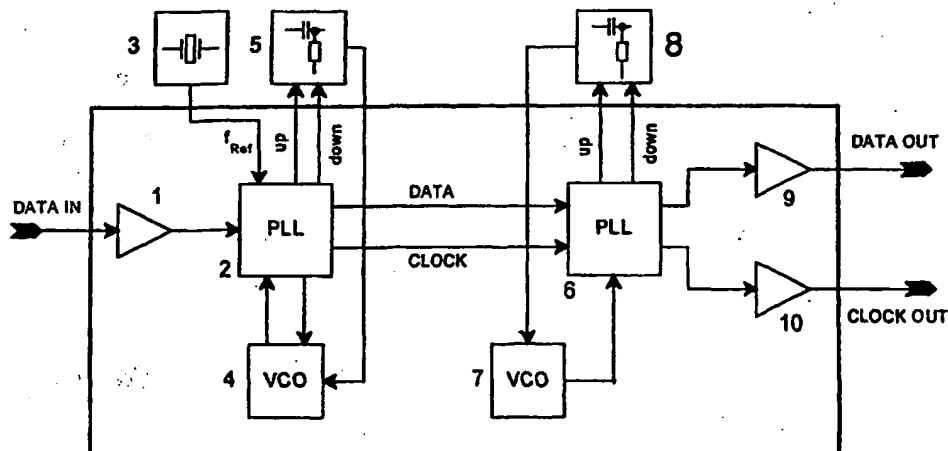 3
5
8
f Ref
up
down
up
down
DATA OUT
DATA IN
1
DATA
9
PLL
PLL
2
CLOCK
6
10
CLOCK OUT
4
VCO
7
VCO